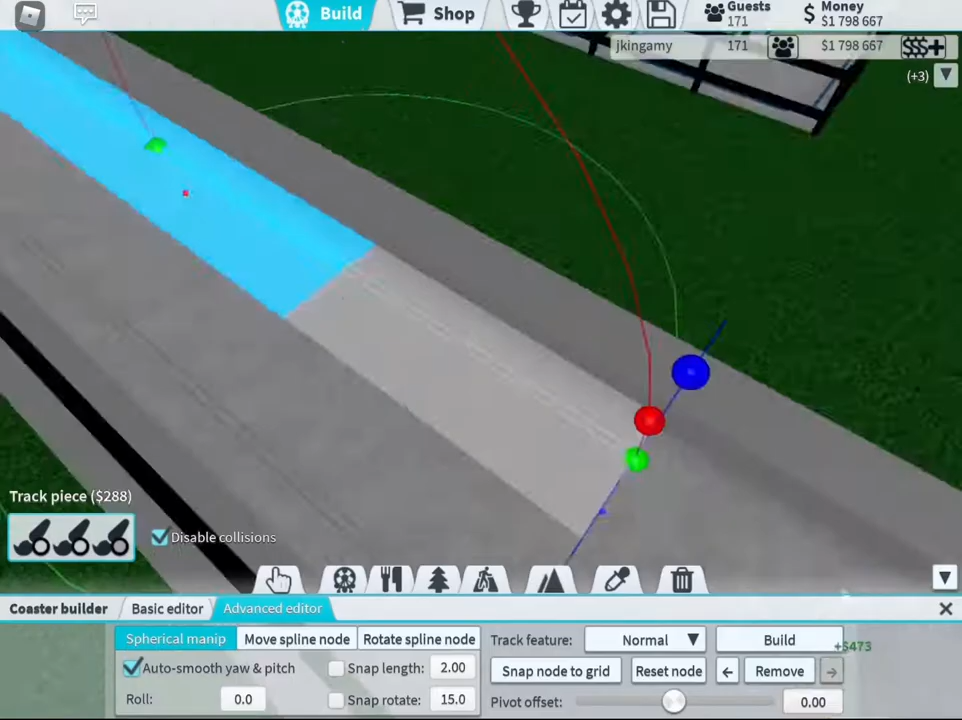 Build
Shop
Guests
171
Money
$1 798 667
jkingamy 171 $1 798 667
$$$+
(+3)
Track piece ($288)
Disable collisions
Coaster builder
Basic editor
Advanced editor
Spherical manip
Move spline node
Rotate spline node
Track feature:
Normal
Build
+$473
Auto-smooth yaw & pitch
Snap length:
2.00
Snap node to grid
Reset node
Remove
Roll:
0.0
Snap rotate:
15.0
Pivot offset:
0.00